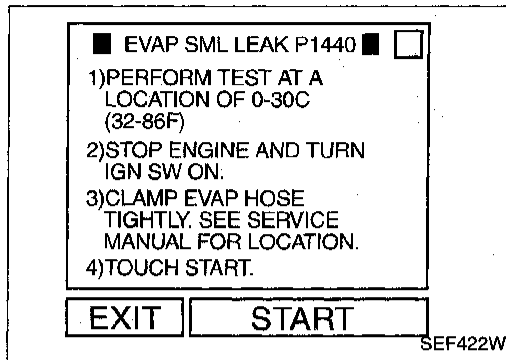 EVAP SML LEAK P1440
1)PERFORM TEST AT A
LOCATION OF 0-30C
(32-86F)
2)STOP ENGINE AND TURN
IGN SW ON.
3)CLAMP EVAP HOSE
TIGHTLY. SEE SERVICE
MANUAL FOR LOCATION.
4)TOUCH START.
EXIT START
SEF422W